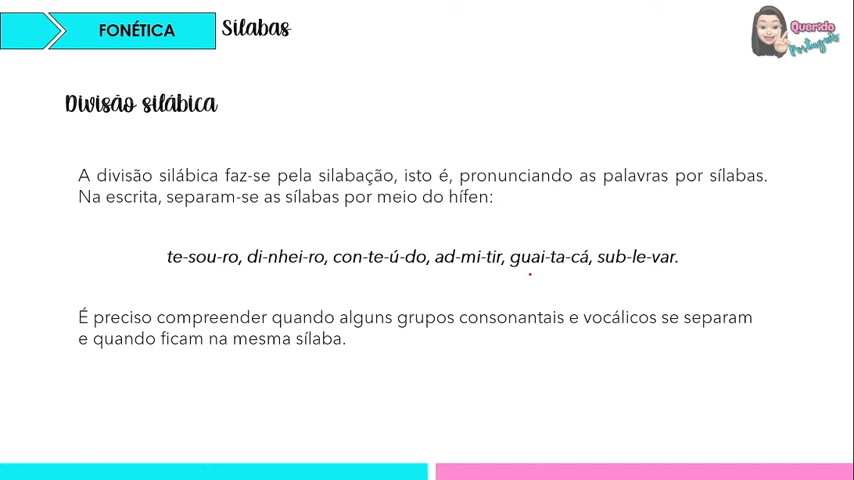 FONÉTICA
Sílabas
Querido
Português
Divisão silábica
A divisão silábica faz-se pela silabação, isto é, pronunciando as palavras por sílabas.
Na escrita, separam-se as sílabas por meio do hífen:
te-sou-ro, di-nhei-ro, con-te-ú-do, ad-mi-tir, guai-ta-cá, sub-le-var.
É preciso compreender quando alguns grupos consonantais e vocálicos se separam
e quando ficam na mesma sílaba.